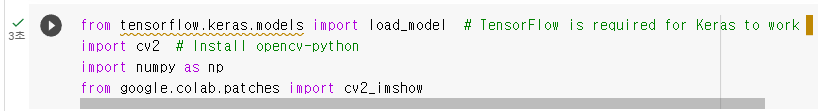 from tensorflow.keras.models import load_model  # TensorFlow is required for Keras to work
3초
import cv2  # Install opencv-python
import numpy as np
from google.colab.patches import cv2_imshow